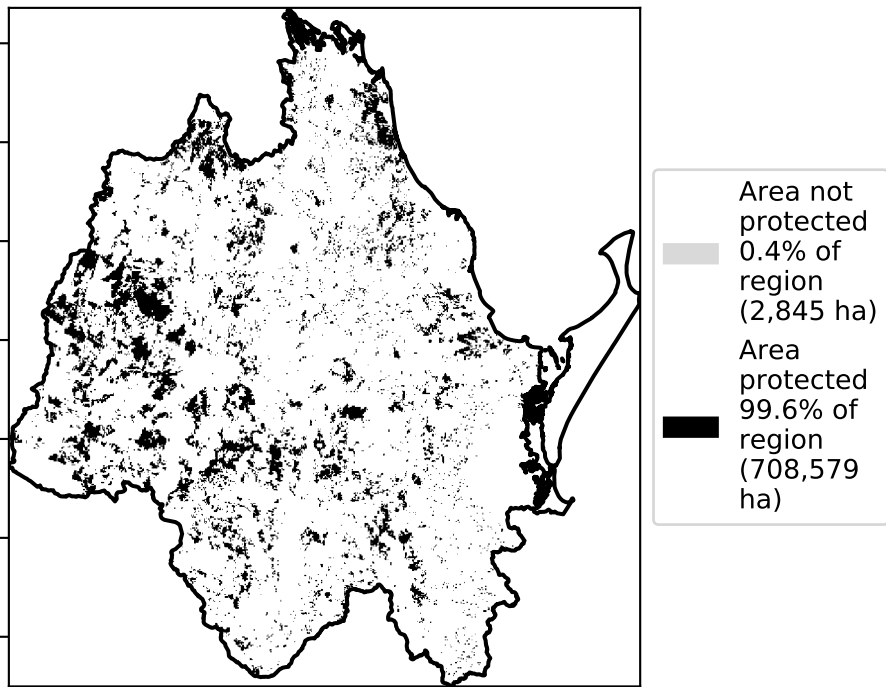 Area not
protected
0.4% of
region
(2,845 ha)
Area
protected
99.6% of
region
(708,579
ha)